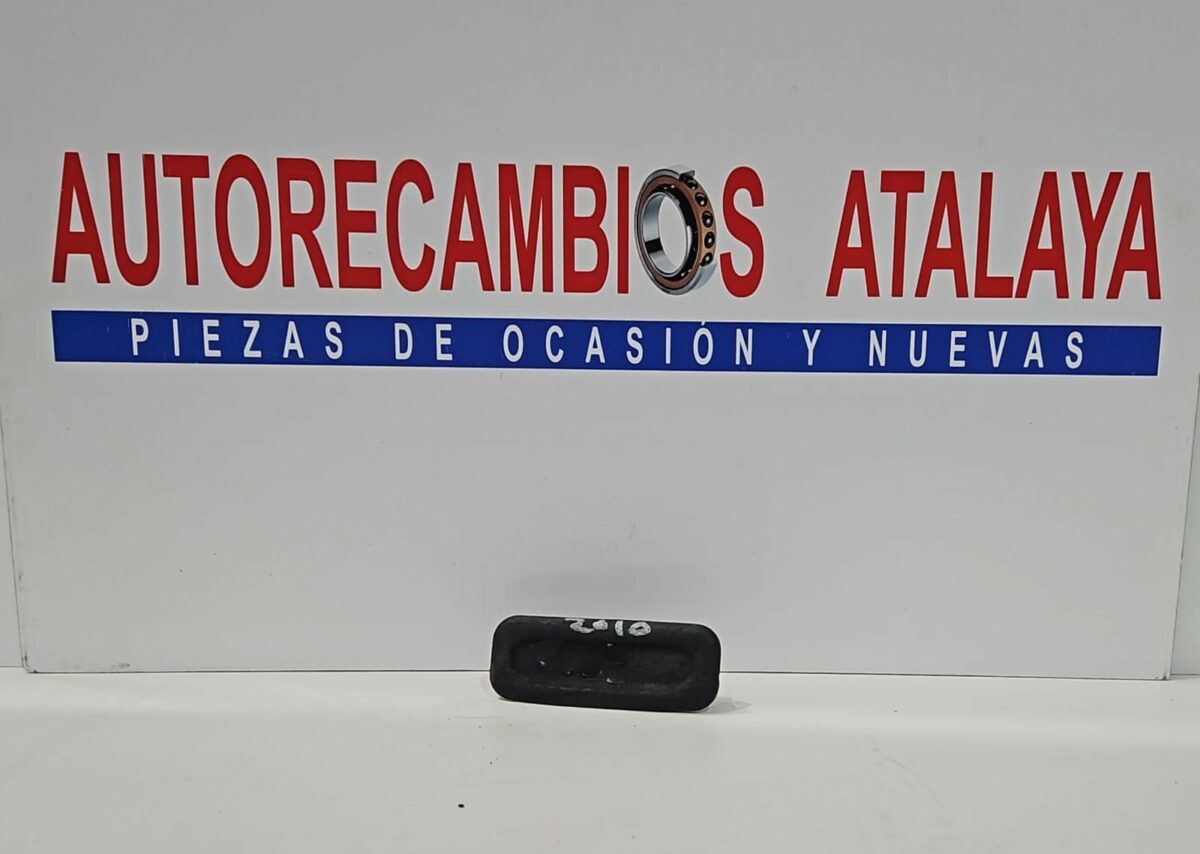 AUTORECAMBIOS ATALAYA
PIEZAS DE OCASIÓN Y NUEVAS
2010